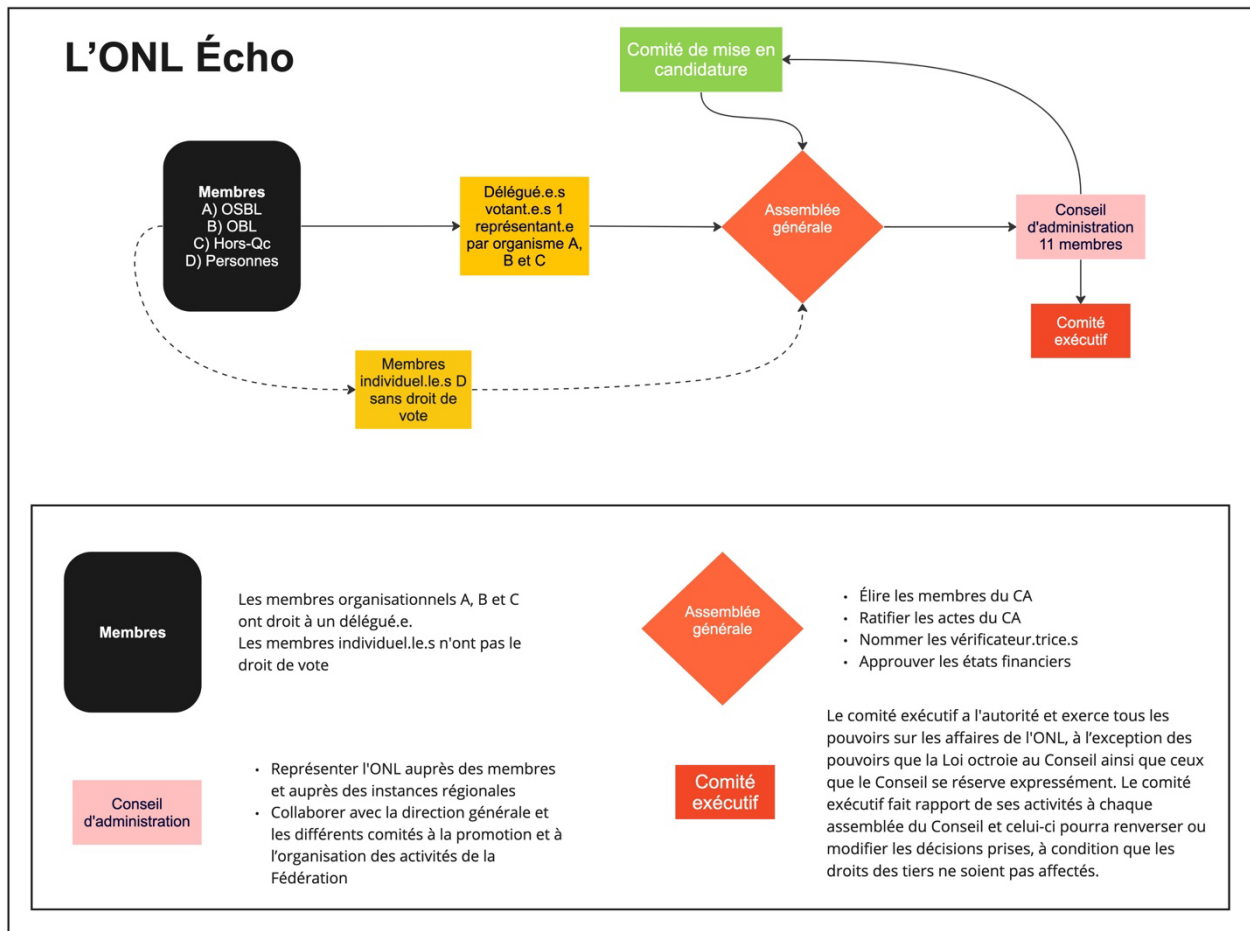 L'ONL Écho
Comité de mise en
candidature
Membres
A) OSBL
B) OBL
C) Hors-Qc
D) Personnes
Délégué.e.s
votant.e.s 1
représentant.e
par organisme A,
B et C
Assemblée
générale
Conseil
d'administration
11 membres
Comité
exécutif
Membres
individuel.le.s D
sans droit de
vote
Membres
Les membres organisationnels A, B et C
ont droit à un délégué.e.
Les membres individuel.le.s n'ont pas le
droit de vote
Assemblée
générale
• Élire les membres du CA
• Ratifier les actes du CA
• Nommer les vérificateur.trice.s
• Approuver les états financiers
Conseil
d'administration
• Représenter l'ONL auprès des membres
et auprès des instances régionales
• Collaborer avec la direction générale et
les différents comités à la promotion et à
l'organisation des activités de la
Fédération
Comité
exécutif
Le comité exécutif a l'autorité et exerce tous les
pouvoirs sur les affaires de l'ONL, à l'exception des
pouvoirs que la Loi octroie au Conseil ainsi que ceux
que le Conseil se réserve expressément. Le comité
exécutif fait rapport de ses activités à chaque
assemblée du Conseil et celui-ci pourra renverser ou
modifier les décisions prises, à condition que les
droits des tiers ne soient pas affectés.